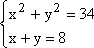 x² + y² = 34
x + y = 8